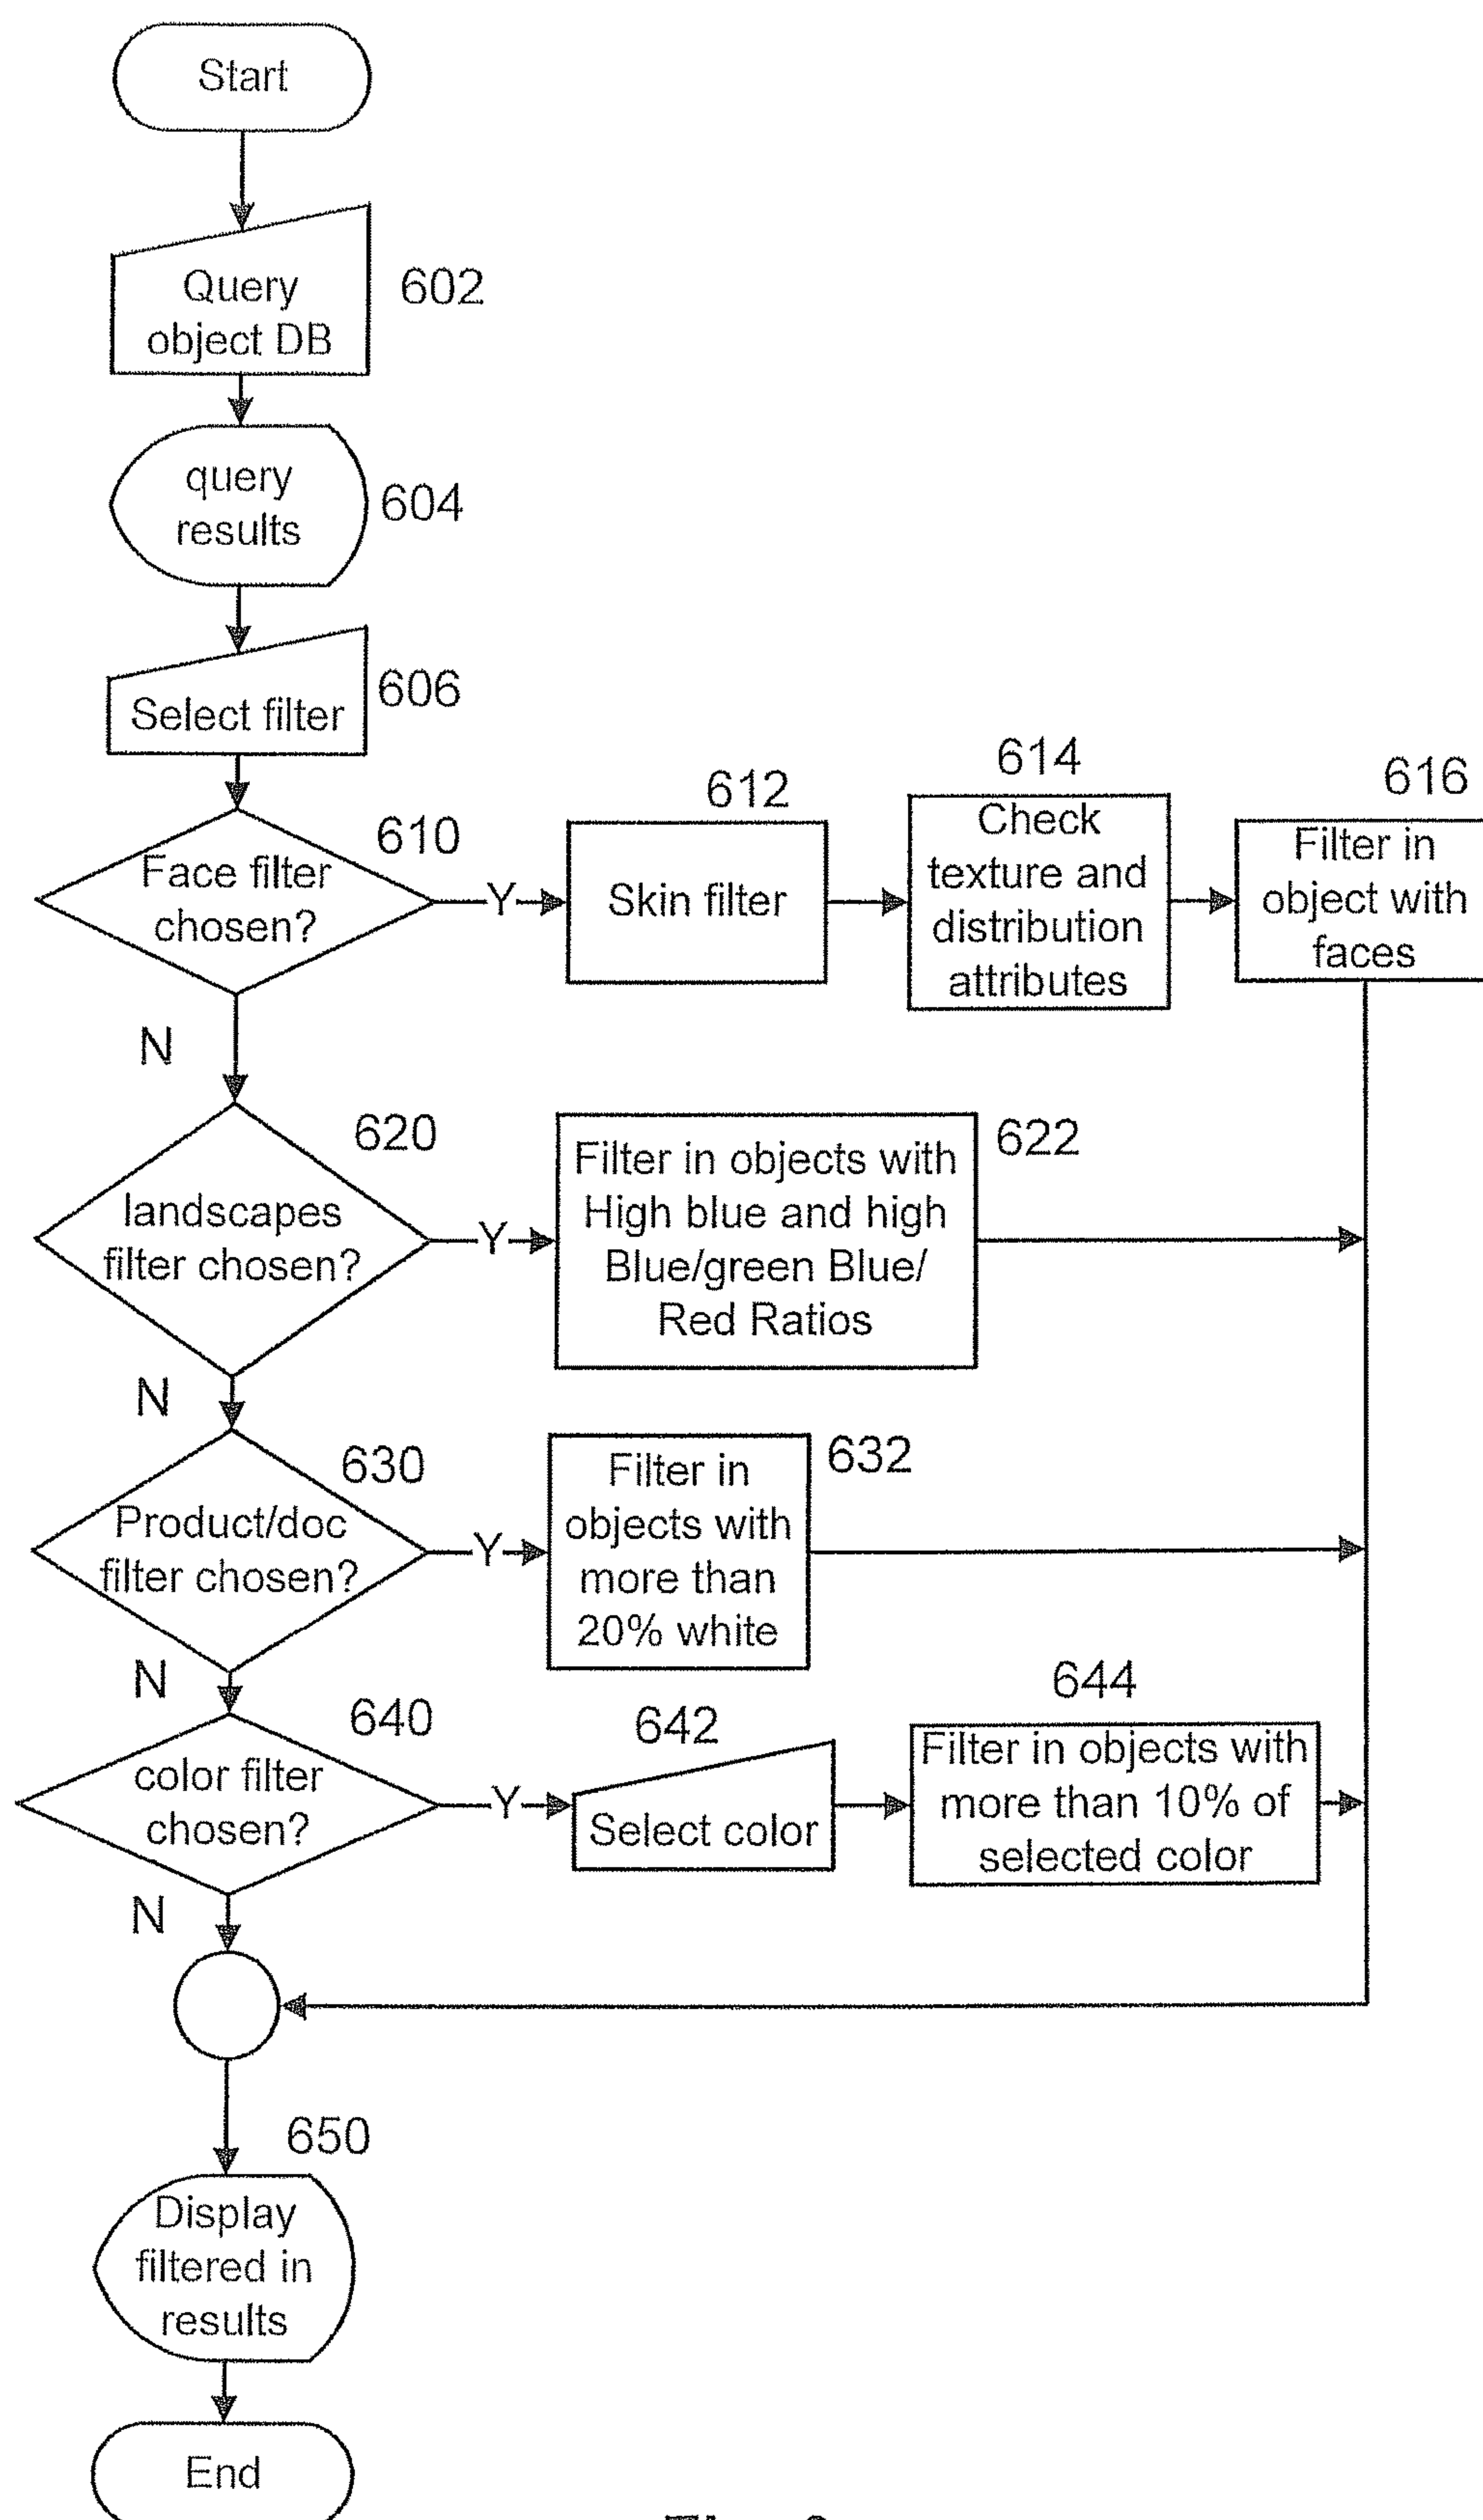 Start
Query
object DB
602
query
results
604
Select filter
606
Face filter
chosen?
610
Y
612
Skin filter
614
Check
texture and
distribution
attributes
616
Filter in
object with
faces
N
landscapes
filter chosen?
620
Y
Filter in objects with
High blue and high
Blue/green Blue/
Red Ratios
622
N
Product/doc
filter chosen?
630
Y
Filter in
objects with
more than
20% white
632
N
color filter
chosen?
640
Y
642
Select color
644
Filter in objects with
more than 10% of
selected color
N
650
Display
filtered in
results
End